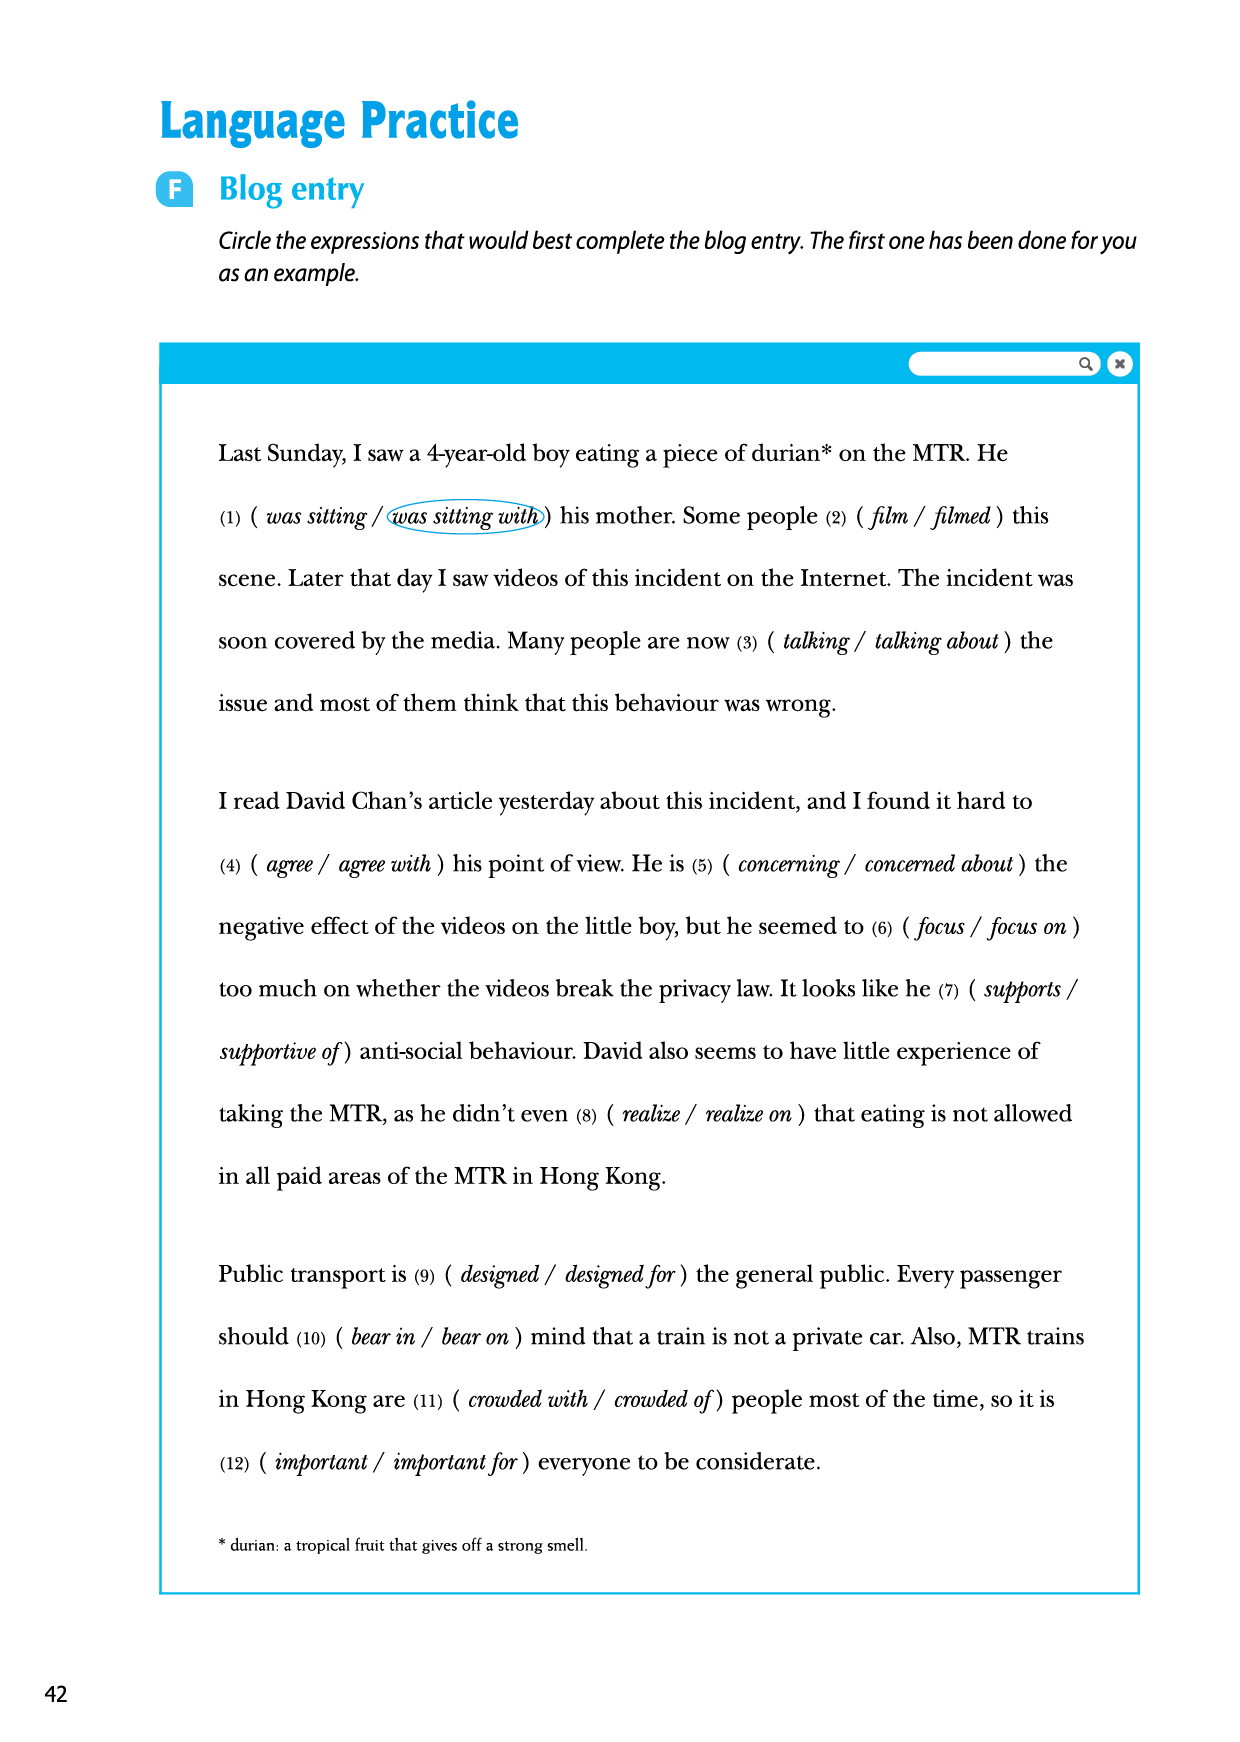 Language Practice
F Blog entry
Circle the expressions that would best complete the blog entry. The first one has been done for you
as an example.
Last Sunday, I saw a 4-year-old boy eating a piece of durian* on the MTR. He
(1) ( was sitting / was sitting with ) his mother. Some people (2) ( film / filmed ) this
scene. Later that day I saw videos of this incident on the Internet. The incident was
soon covered by the media. Many people are now (3) ( talking / talking about ) the
issue and most of them think that this behaviour was wrong.
I read David Chan’s article yesterday about this incident, and I found it hard to
(4) ( agree / agree with ) his point of view. He is (5) ( concerning / concerned about ) the
negative effect of the videos on the little boy, but he seemed to (6) ( focus / focus on )
too much on whether the videos break the privacy law. It looks like he (7) ( supports /
supportive of ) anti-social behaviour. David also seems to have little experience of
taking the MTR, as he didn’t even (8) ( realize / realize on ) that eating is not allowed
in all paid areas of the MTR in Hong Kong.
Public transport is (9) ( designed / designed for ) the general public. Every passenger
should (10) ( bear in / bear on ) mind that a train is not a private car. Also, MTR trains
in Hong Kong are (11) ( crowded with / crowded of ) people most of the time, so it is
(12) ( important / important for ) everyone to be considerate.
* durian: a tropical fruit that gives off a strong smell.
42